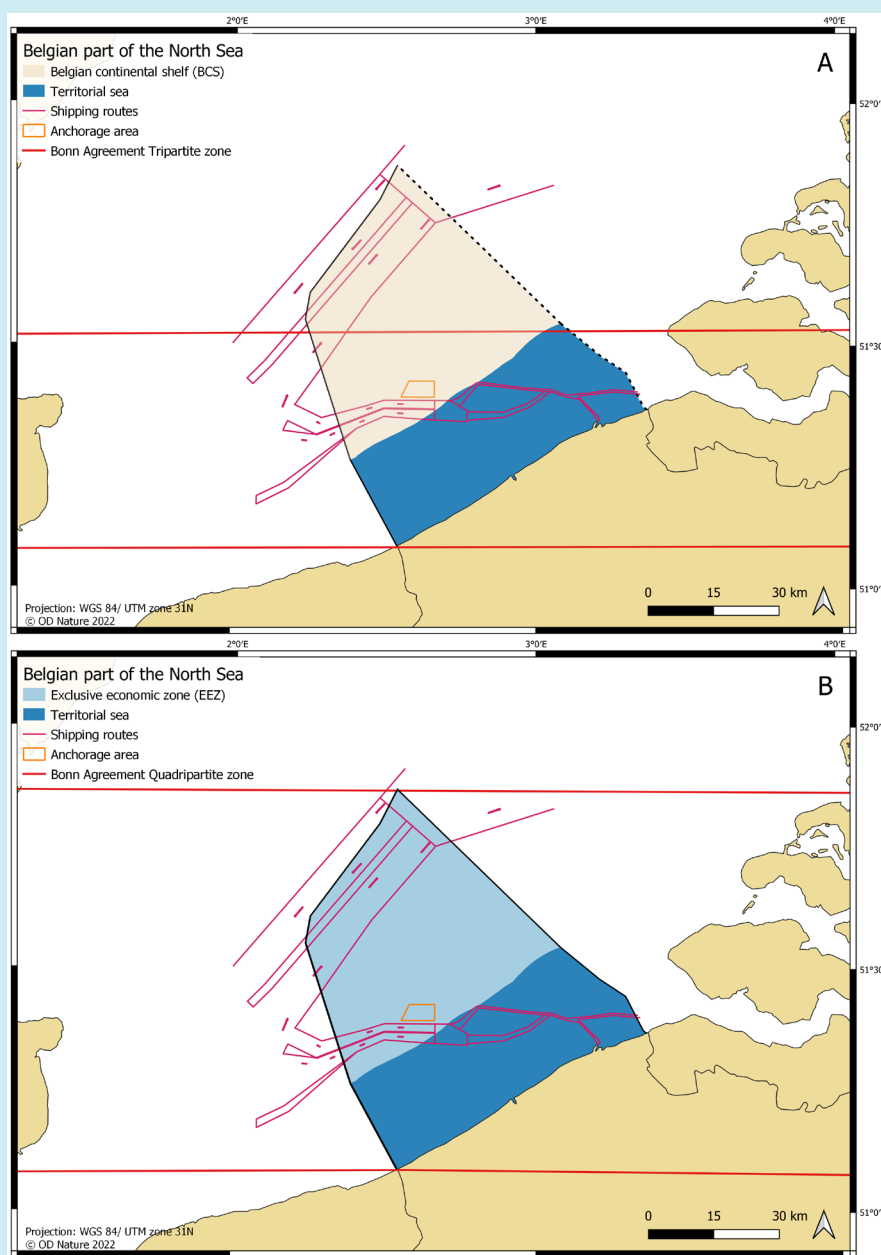 2°0'E 3°0'E 4°0'E
Belgian part of the North Sea
A
Belgian continental shelf (BCS)
Territorial sea
Shipping routes
Anchorage area
Bonn Agreement Tripartite zone
52°0'N
51°30'N
51°0'N
0 15 30 km
Projection: WGS 84/ UTM zone 31N
© OD Nature 2022
2°0'E 3°0'E 4°0'E
Belgian part of the North Sea
B
Exclusive economic zone (EEZ)
Territorial sea
Shipping routes
Anchorage area
Bonn Agreement Quadripartite zone
52°0'N
51°30'N
51°0'N
0 15 30 km
Projection: WGS 84/ UTM zone 31N
© OD Nature 2022